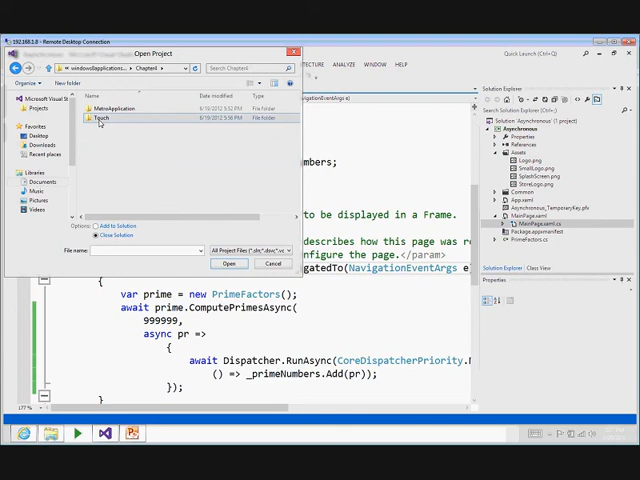 192.168.1.8 - Remote Desktop Connection
Open Project
Quick Launch (Ctrl+Q)
windows8applications...
Chapter4
Search Chapter4
Organize
New folder
Name
Date modified
Type
Microsoft Visual St
Projects
Favorites
Desktop
Downloads
Recent places
Libraries
Documents
Music
Pictures
Videos
MetroApplication
6/19/2012 5:52 PM
File folder
Touch
6/19/2012 5:56 PM
File folder
Options:
Add to Solution
Close Solution
File name:
All Project Files (*.sln;*.dsw;*.vc
Open
Cancel
TECTURE
ANALYZE
WINDOW
HELP
vigationEventArgs e)
mbers;
to be displayed in a Frame.
describes how this page was re
nfigure the page.</param>
igatedTo(NavigationEventArgs e
{
var prime = new PrimeFactors();
await prime.ComputePrimesAsync(
999999,
async pr =>
{
await Dispatcher.RunAsync(CoreDispatcherPriority.N
() => _primeNumbers.Add(pr));
});
}
177 %
Solution Explorer
Search Solution Explorer (Ctrl+;)
Solution 'Asynchronous'
Asynchronous
Properties
References
Assets
Logo.png
SmallLogo.png
SplashScreen.png
StoreLogo.png
Common
App.xaml
Asynchronous_TemporaryKey.pfx
MainPage.xaml
MainPage.xaml.cs
Package.appxmanifest
PrimeFactors.cs
Solution Explorer
Class View
Properties